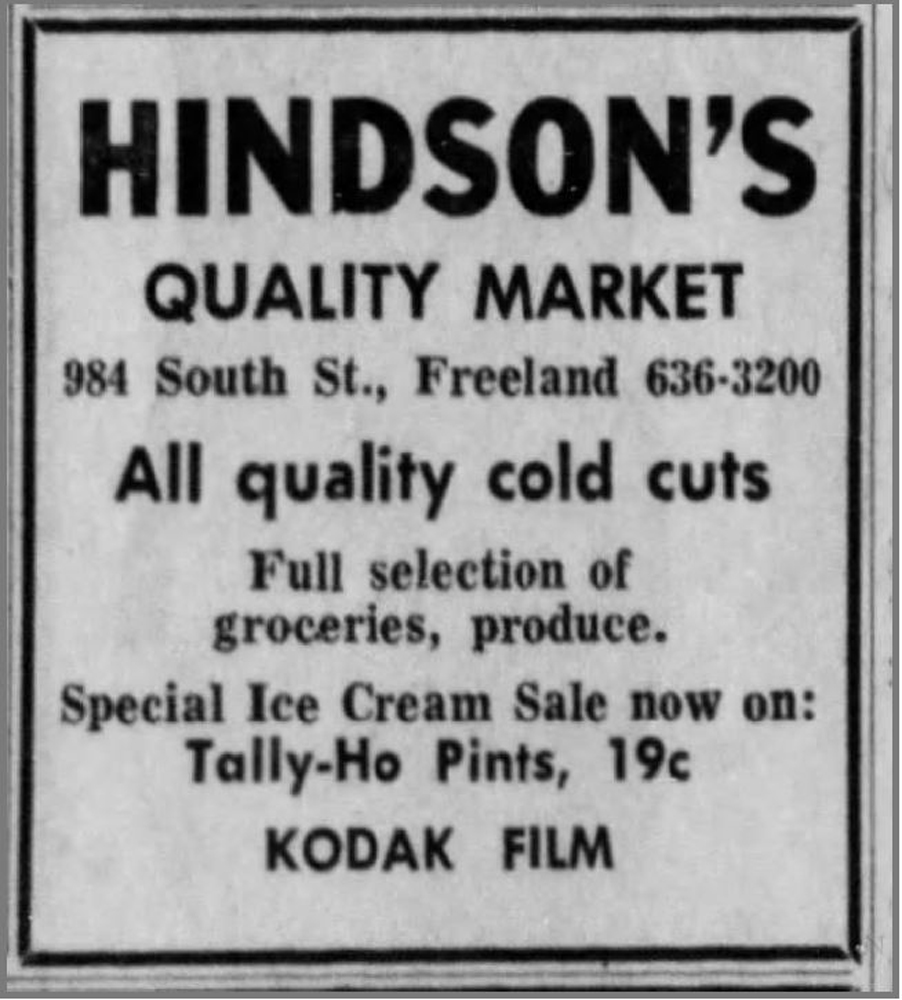 HINDSON'S
QUALITY MARKET
984 South St., Freeland 636-3200
All quality cold cuts
Full selection of
groceries, produce.
Special Ice Cream Sale now on:
Tally-Ho Pints, 19c
KODAK FILM